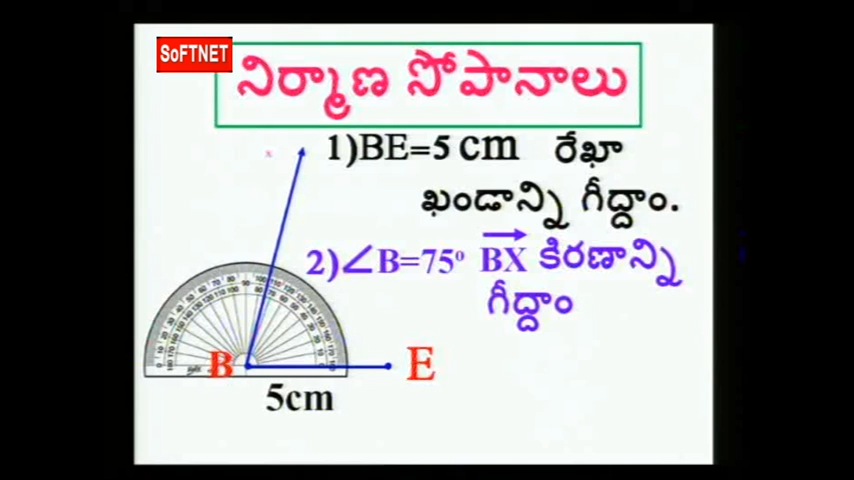 SoFTNET
నిర్మాణ సోపానాలు
x
1)BE=5 cm రేఖా
ఖండాన్ని గీద్దాం.
2)∠B=75° BX కిరణాన్ని
గీద్దాం
B
E
5cm